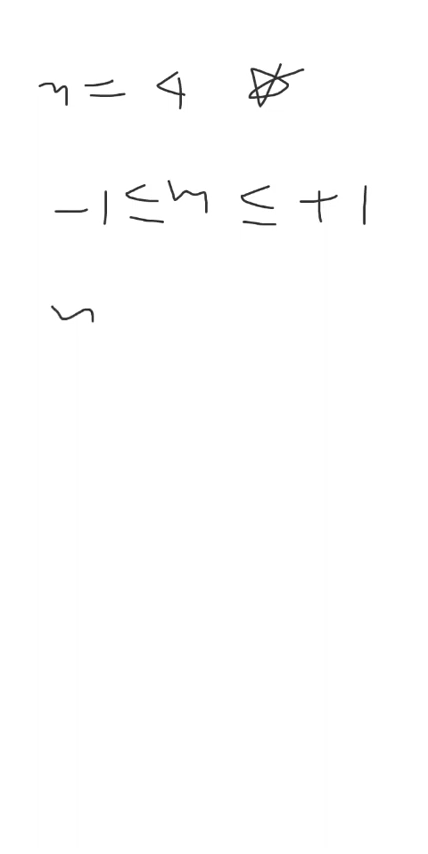 n = 4 ☆
-1 ≤ n ≤ +1
n